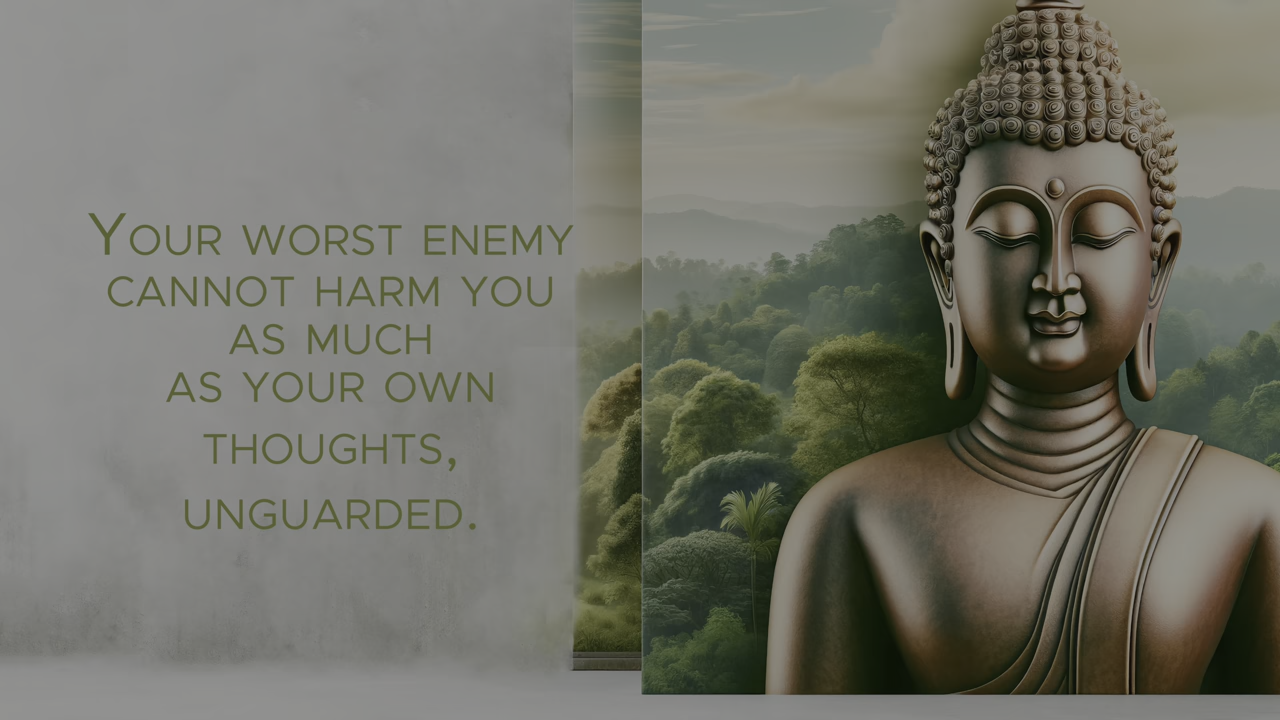 Your worst enemy
cannot harm you
as much
as your own
thoughts,
unguarded.